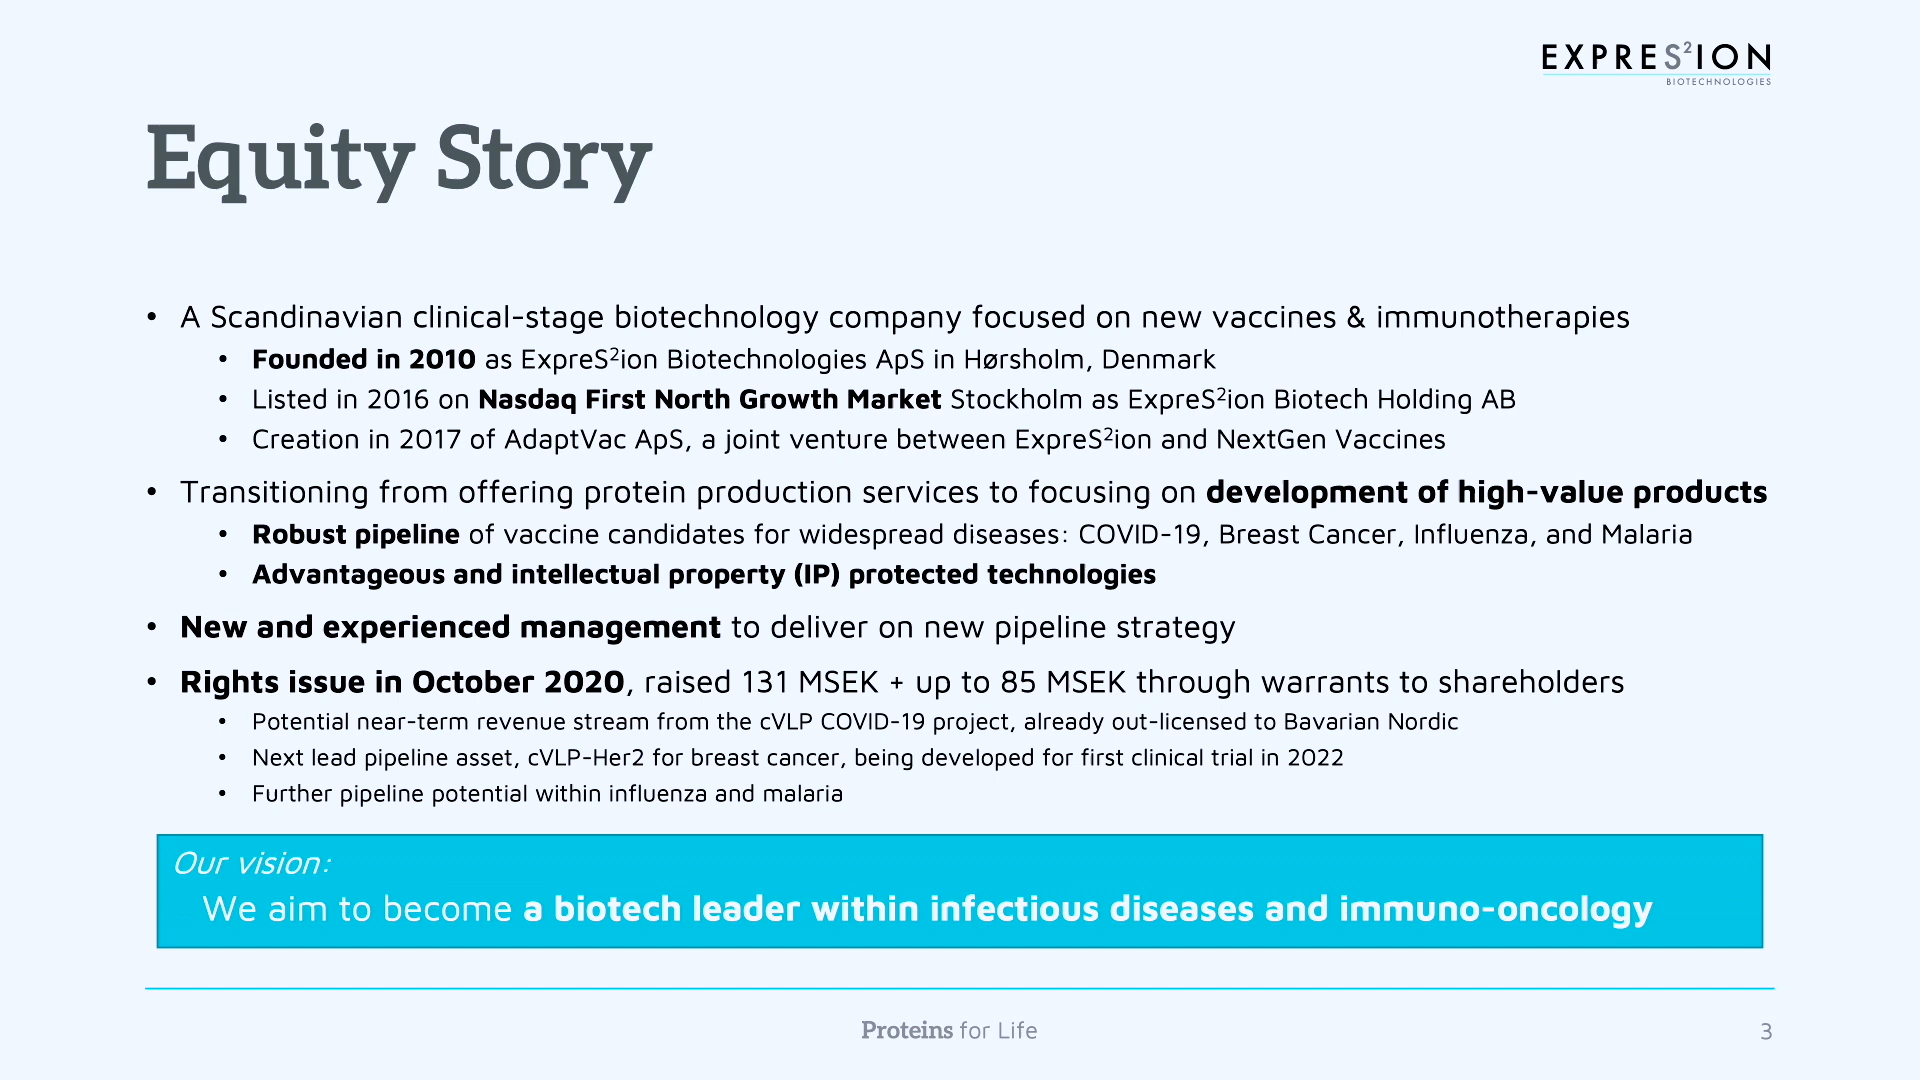 EXPRES²ION
BIOTECHNOLOGIES
Equity Story
• A Scandinavian clinical-stage biotechnology company focused on new vaccines & immunotherapies
• Founded in 2010 as ExpreS²ion Biotechnologies ApS in Hørsholm, Denmark
• Listed in 2016 on Nasdaq First North Growth Market Stockholm as ExpreS²ion Biotech Holding AB
• Creation in 2017 of AdaptVac ApS, a joint venture between ExpreS²ion and NextGen Vaccines
• Transitioning from offering protein production services to focusing on development of high-value products
• Robust pipeline of vaccine candidates for widespread diseases: COVID-19, Breast Cancer, Influenza, and Malaria
• Advantageous and intellectual property (IP) protected technologies
• New and experienced management to deliver on new pipeline strategy
• Rights issue in October 2020, raised 131 MSEK + up to 85 MSEK through warrants to shareholders
• Potential near-term revenue stream from the cVLP COVID-19 project, already out-licensed to Bavarian Nordic
• Next lead pipeline asset, cVLP-Her2 for breast cancer, being developed for first clinical trial in 2022
• Further pipeline potential within influenza and malaria
Our vision:
We aim to become a biotech leader within infectious diseases and immuno-oncology
Proteins for Life
3